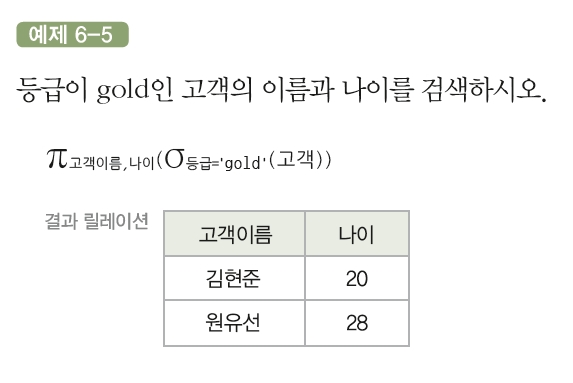 예제 6-5
등급이 gold인 고객의 이름과 나이를 검색하시오.
π고객이름,나이(σ등급='gold'(고객))
결과 릴레이션
고객이름 나이
김현준 20
원유선 28